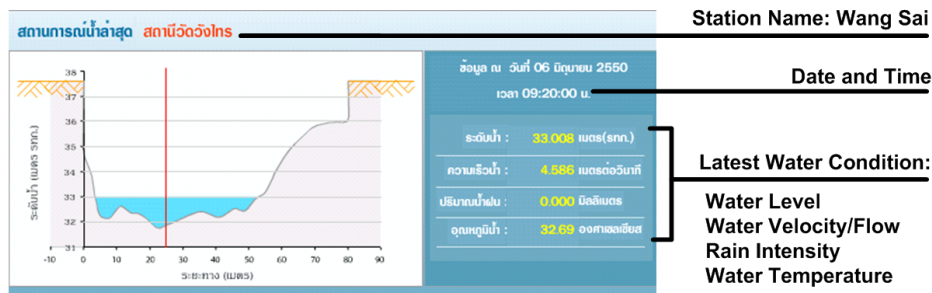 สถานการณ์น้ำล่าสุด สถานีวัดวังไทร
Station Name: Wang Sai
ข้อมูล ณ วันที่ 06 มิถุนายน 2550
เวลา 09:20:00 น.
Date and Time
ระดับน้ำ : 33.008 เมตร(รทก.)
ความเร็วน้ำ : 4.586 เมตรต่อวินาที
ปริมาณน้ำฝน : 0.000 มิลลิเมตร
อุณหภูมิน้ำ : 32.69 องศาเซลเซียส
Latest Water Condition:
Water Level
Water Velocity/Flow
Rain Intensity
Water Temperature
ระดับน้ำ (เมตร รทก.)
38
37
36
35
34
33
32
31
-10 0 10 20 30 40 50 60 70 80 90
ระยะทาง (เมตร)